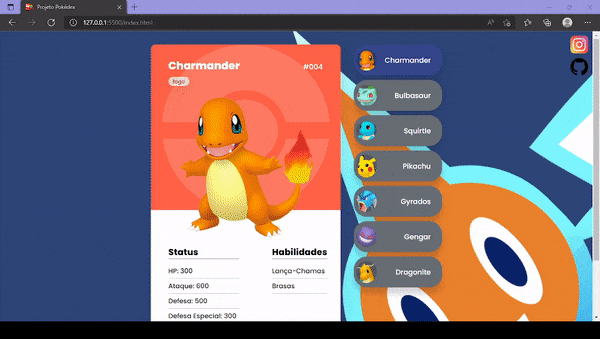 Projeto Pokédex
127.0.0.1:5500/index.html
Charmander
#004
fogo
Status
HP: 300
Ataque: 600
Defesa: 500
Defesa Especial: 300
Habilidades
Lança-Chamas
Brasas
Charmander
Bulbasaur
Squirtle
Pikachu
Gyrados
Gengar
Dragonite